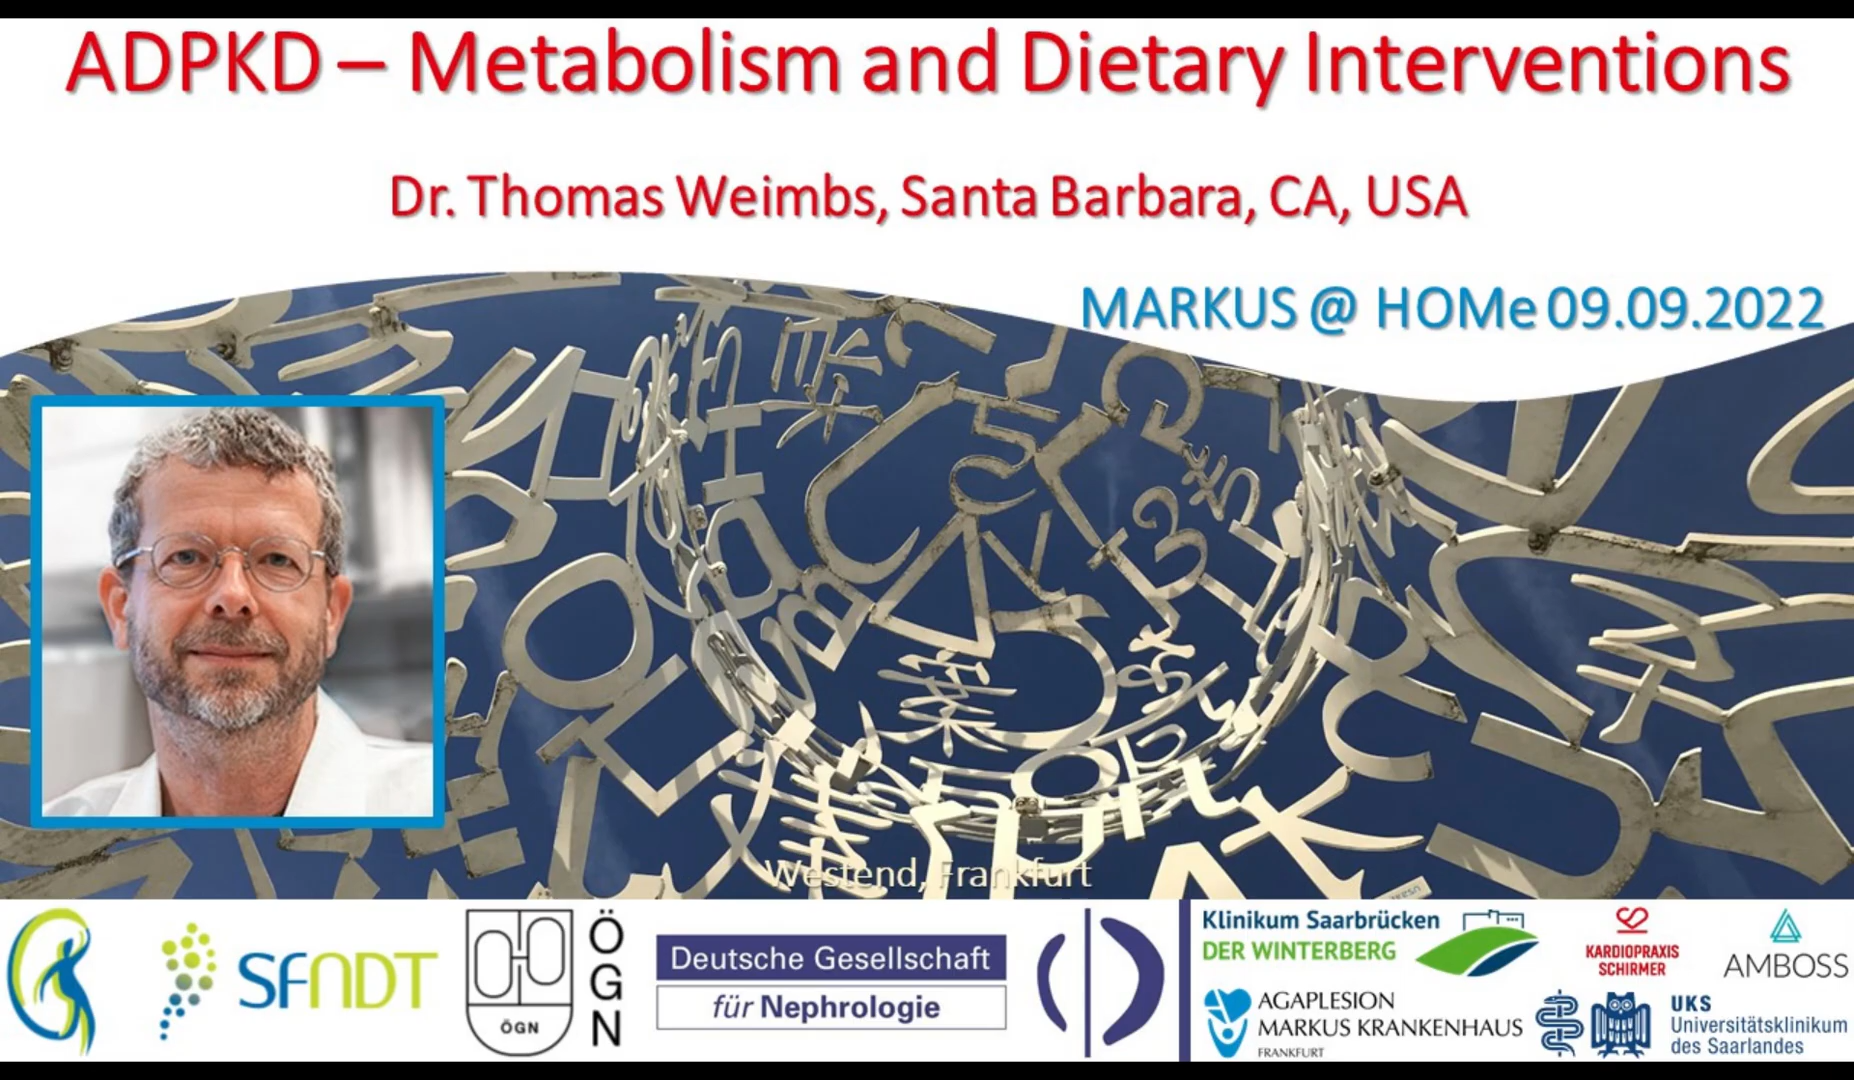 ADPKD – Metabolism and Dietary Interventions
Dr. Thomas Weimbs, Santa Barbara, CA, USA
MARKUS @ HOMe 09.09.2022
Westend, Frankfurt
SFNDT
ÖGN
ÖGN
Deutsche Gesellschaft
für Nephrologie
Klinikum Saarbrücken
DER WINTERBERG
KARDIOPRAXIS
SCHIRMER
AMBOSS
AGAPLESION
MARKUS KRANKENHAUS
FRANKFURT
UKS
Universitätsklinikum
des Saarlandes